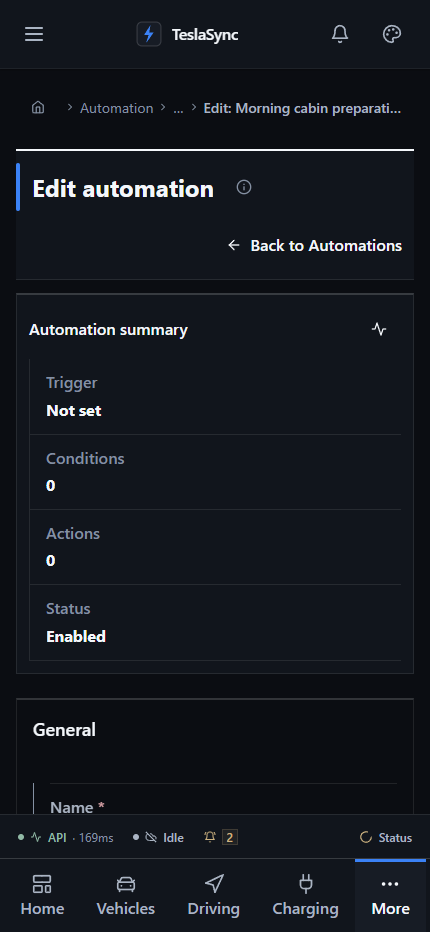 TeslaSync
Automation > ... > Edit: Morning cabin preparati...
Edit automation
← Back to Automations
Automation summary
Trigger
Not set
Conditions
0
Actions
0
Status
Enabled
General
Name *
API · 169ms
Idle
2
Status
Home
Vehicles
Driving
Charging
More